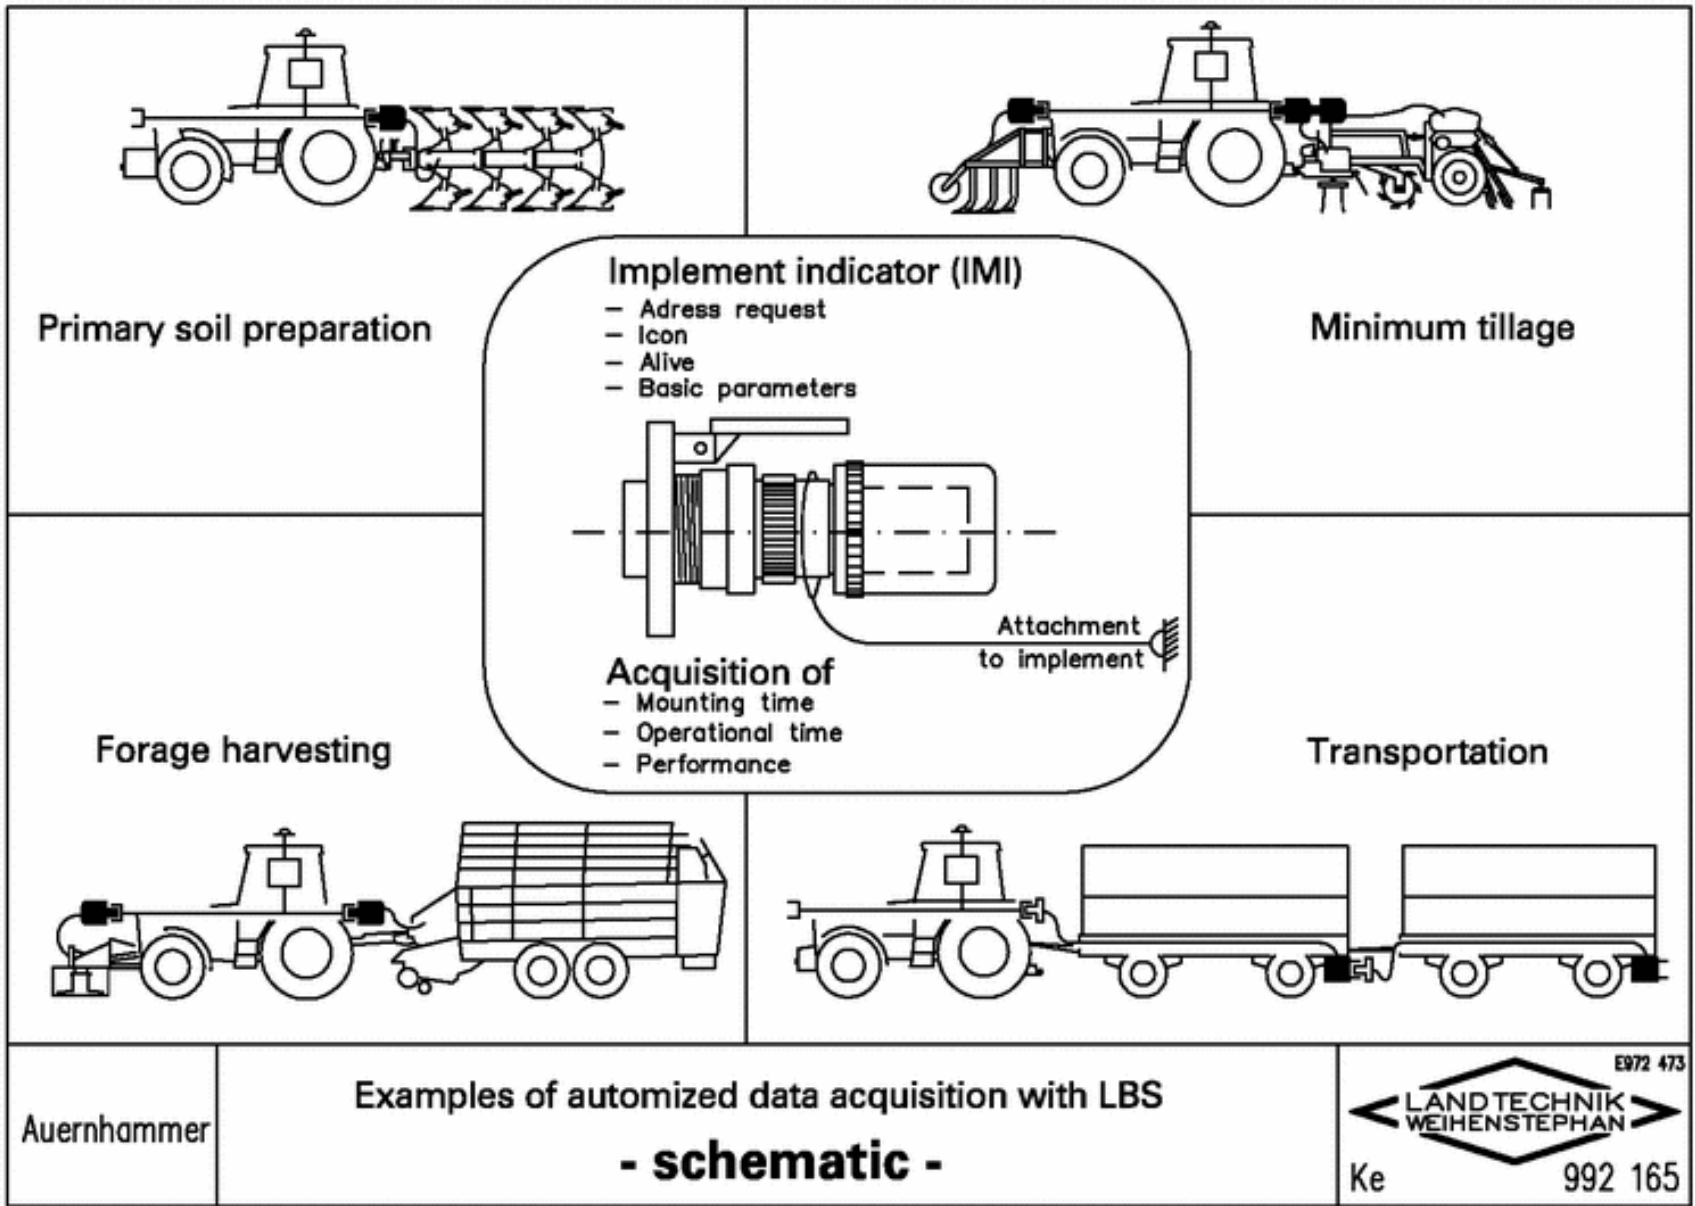 Primary soil preparation
Minimum tillage
Implement indicator (IMI)
– Adress request
– Icon
– Alive
– Basic parameters
Attachment
to implement
Acquisition of
– Mounting time
– Operational time
– Performance
Forage harvesting
Transportation
Auernhammer
Examples of automized data acquisition with LBS
- schematic -
E972 473
LANDTECHNIK
WEIHENSTEPHAN
Ke 992 165